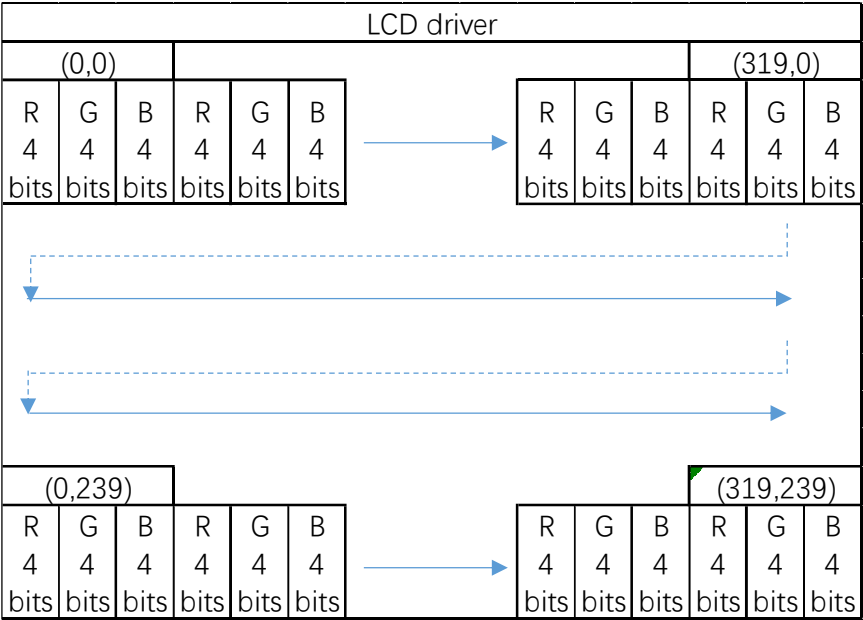 LCD driver
(0,0) (319,0)
R G B R G B R G B R G B
4 4 4 4 4 4 4 4 4 4 4 4
bits bits bits bits bits bits bits bits bits bits bits bits
(0,239) (319,239)
R G B R G B R G B R G B
4 4 4 4 4 4 4 4 4 4 4 4
bits bits bits bits bits bits bits bits bits bits bits bits